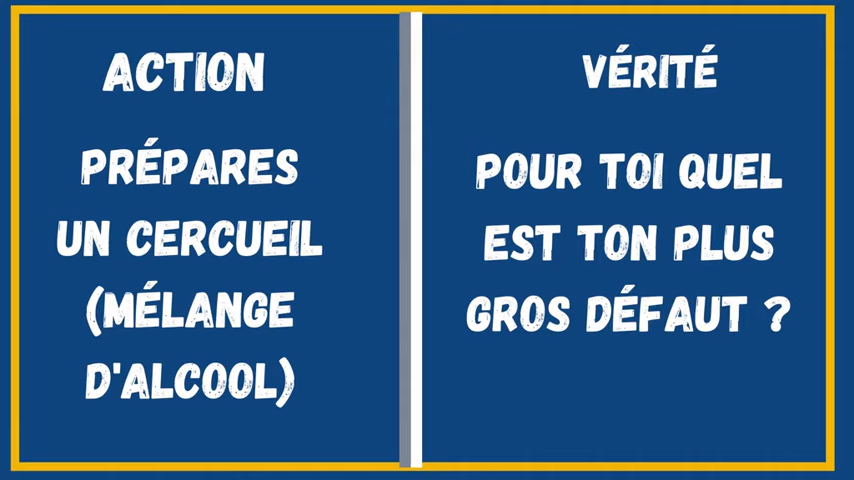 ACTION
PRÉPARES
UN CERCUEIL
(MÉLANGE
D'ALCOOL)
VÉRITÉ
POUR TOI QUEL
EST TON PLUS
GROS DÉFAUT ?